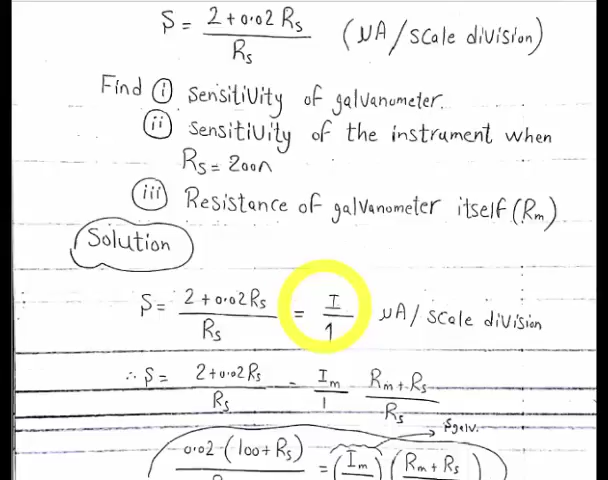 S = 2 + 0.02 Rs / Rs (μA / scale division)
Find (i) sensitivity of galvanometer.
(ii) sensitivity of the instrument when
Rs = 200Ω
(iii) Resistance of galvanometer itself (Rm)
Solution
S = 2 + 0.02 Rs / Rs = I / 1 μA / scale division
∴ S = 2 + 0.02 Rs / Rs = Im / 1 Rm + Rs / Rs
Sgalv.
0.02 (100 + Rs) = (Im) (Rm + Rs)